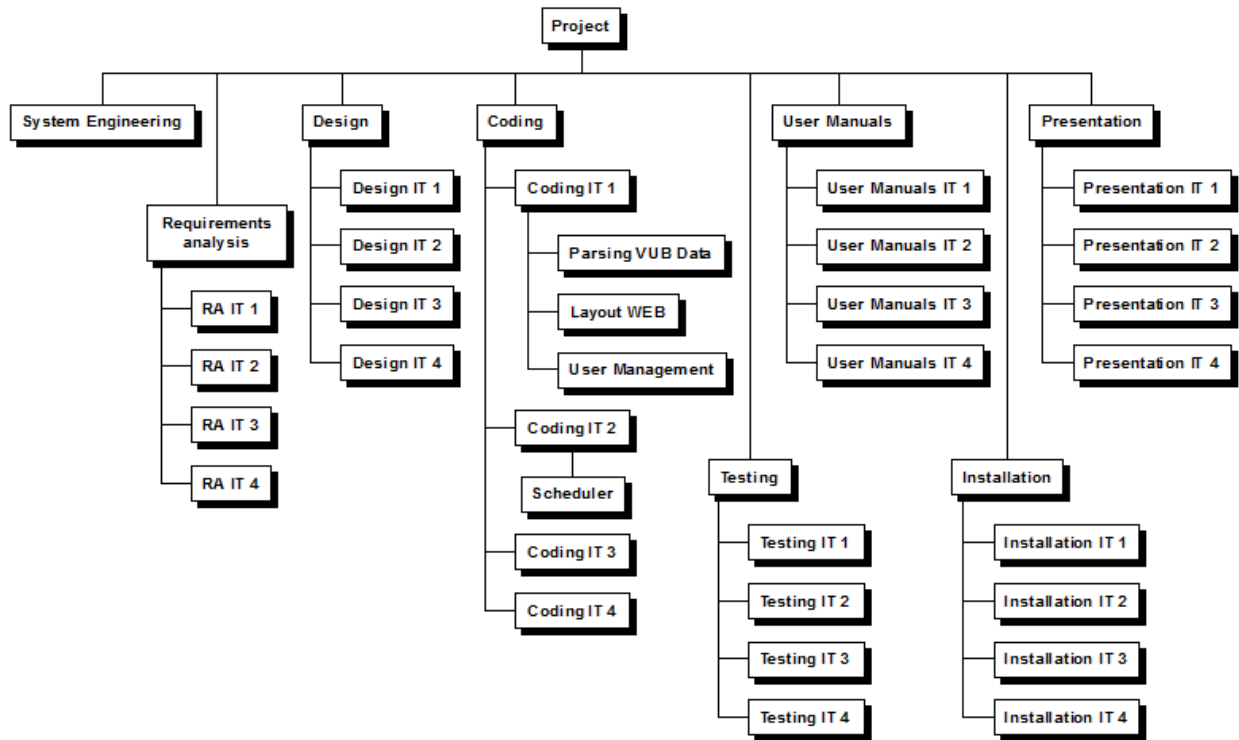 Project
System Engineering
Requirements
analysis
RA IT 1
RA IT 2
RA IT 3
RA IT 4
Design
Design IT 1
Design IT 2
Design IT 3
Design IT 4
Coding
Coding IT 1
Parsing VUB Data
Layout WEB
User Management
Coding IT 2
Scheduler
Coding IT 3
Coding IT 4
Testing
Testing IT 1
Testing IT 2
Testing IT 3
Testing IT 4
User Manuals
User Manuals IT 1
User Manuals IT 2
User Manuals IT 3
User Manuals IT 4
Installation
Installation IT 1
Installation IT 2
Installation IT 3
Installation IT 4
Presentation
Presentation IT 1
Presentation IT 2
Presentation IT 3
Presentation IT 4